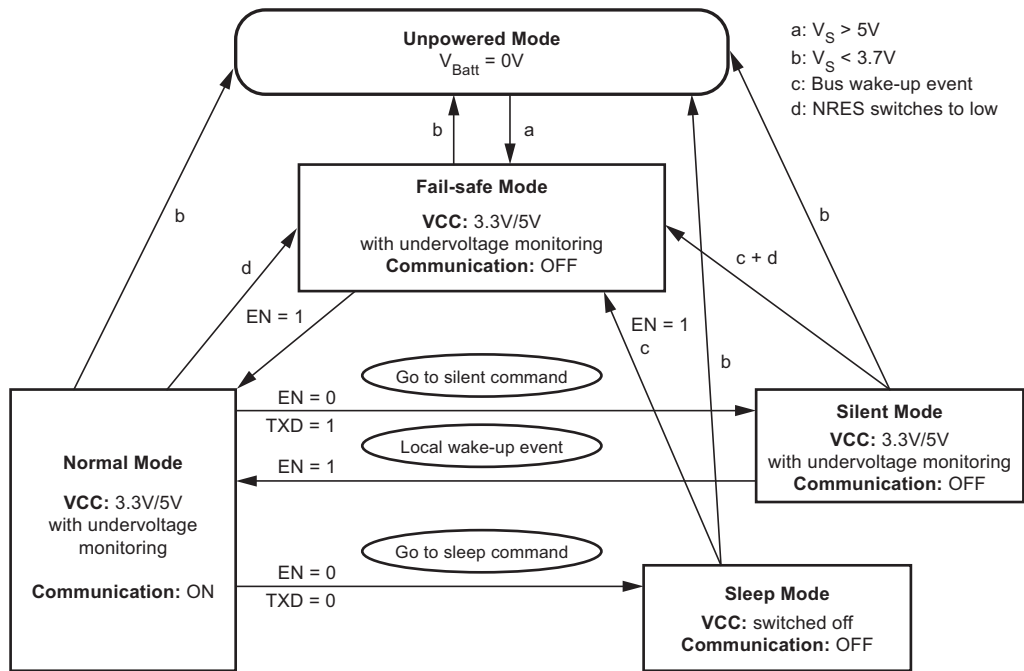 Unpowered Mode
V_Batt = 0V
a: V_S > 5V
b: V_S < 3.7V
c: Bus wake-up event
d: NRES switches to low
b
a
b
b
Fail-safe Mode
VCC: 3.3V/5V
with undervoltage monitoring
Communication: OFF
d
c + d
EN = 1
EN = 1
c
b
Go to silent command
EN = 0
TXD = 1
Local wake-up event
EN = 1
Silent Mode
VCC: 3.3V/5V
with undervoltage monitoring
Communication: OFF
Normal Mode
VCC: 3.3V/5V
with undervoltage
monitoring
Communication: ON
Go to sleep command
EN = 0
TXD = 0
Sleep Mode
VCC: switched off
Communication: OFF